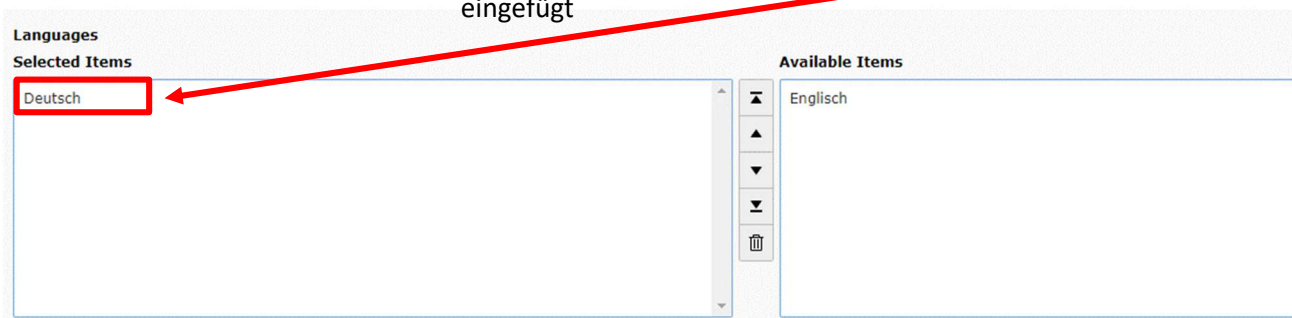 eingefügt
Languages
Selected Items
Available Items
Deutsch
Englisch